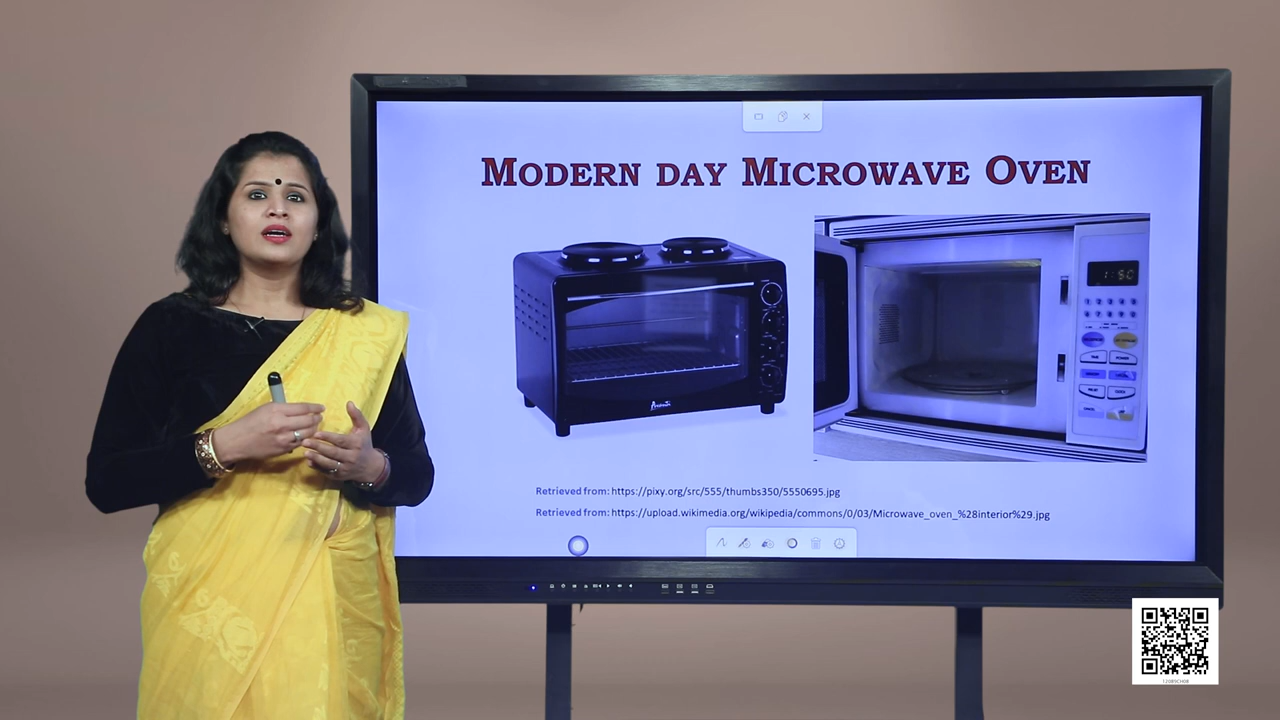 MODERN DAY MICROWAVE OVEN
Retrieved from: https://pixy.org/src/555/thumbs350/5550695.jpg
Retrieved from: https://upload.wikimedia.org/wikipedia/commons/0/03/Microwave_oven_%28interior%29.jpg